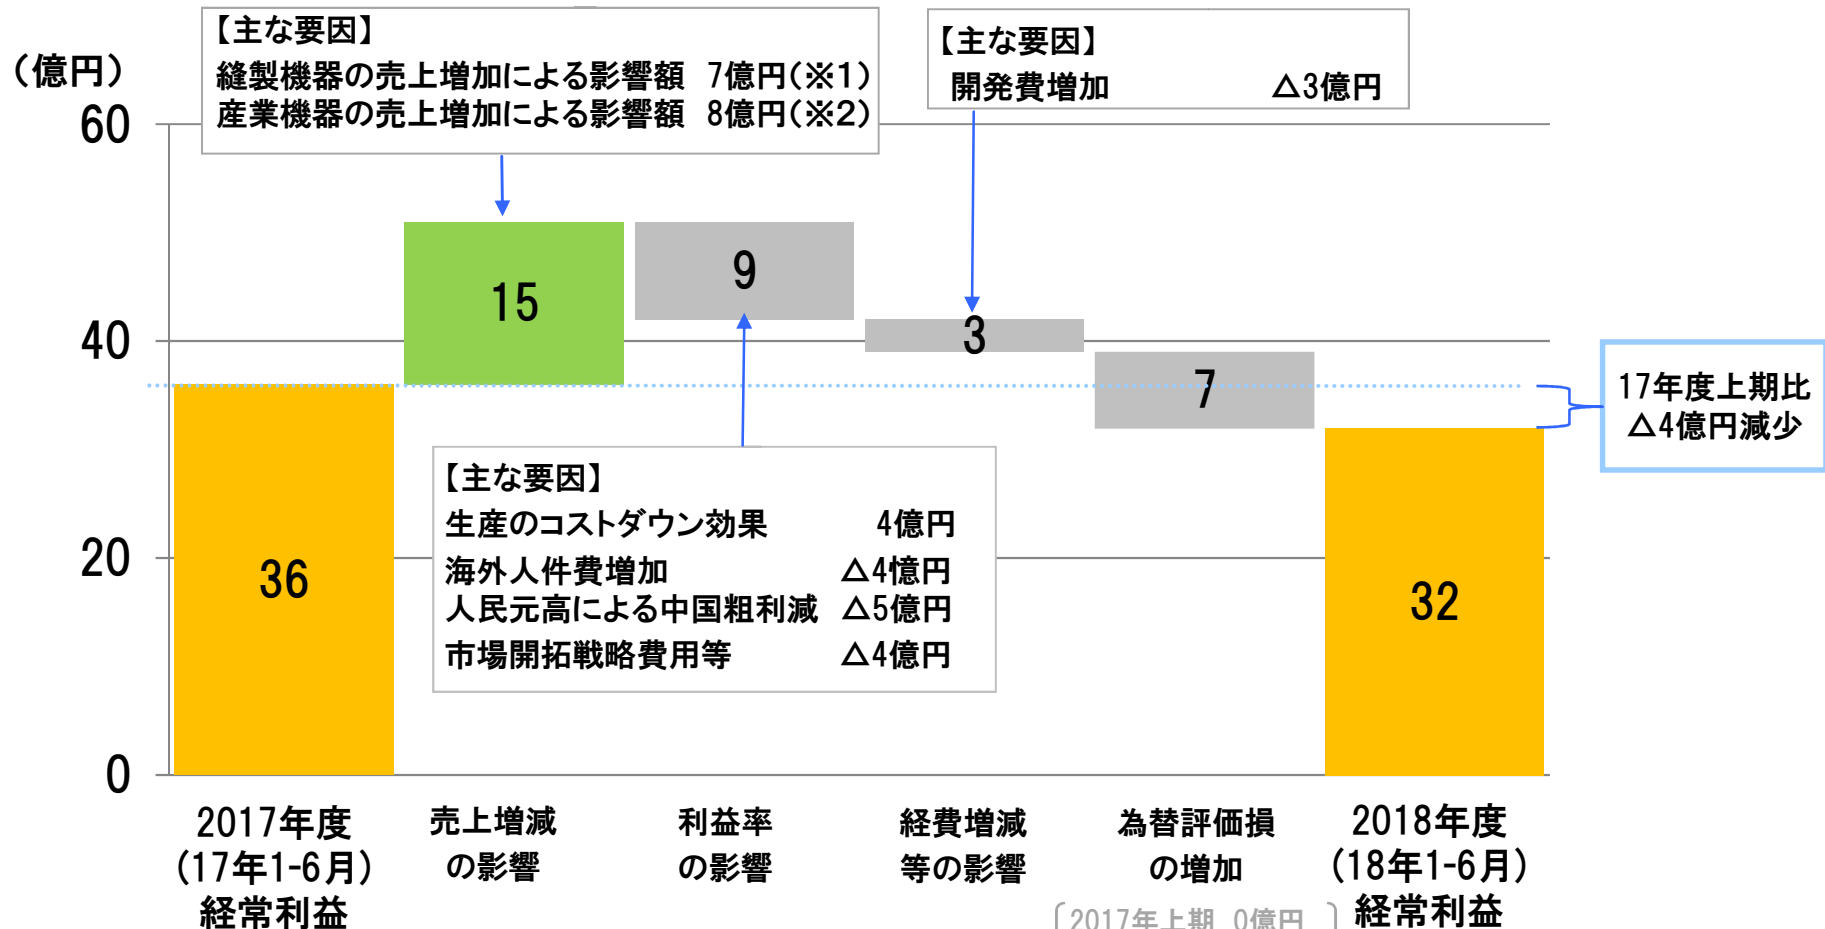 【主な要因】
縫製機器の売上増加による影響額 7億円(※1)
産業機器の売上増加による影響額 8億円(※2)
【主な要因】
開発費増加 △3億円
(億円)
60
40
20
0
15
9
3
7
36
32
17年度上期比
△4億円減少
【主な要因】
生産のコストダウン効果 4億円
海外人件費増加 △4憶円
人民元高による中国粗利減 △5億円
市場開拓戦略費用等 △4億円
2017年度
(17年1-6月)
経常利益
売上増減
の影響
利益率
の影響
経費増減
等の影響
為替評価損
の増加
2017年上期 0億円
2018年度
(18年1-6月)
経常利益